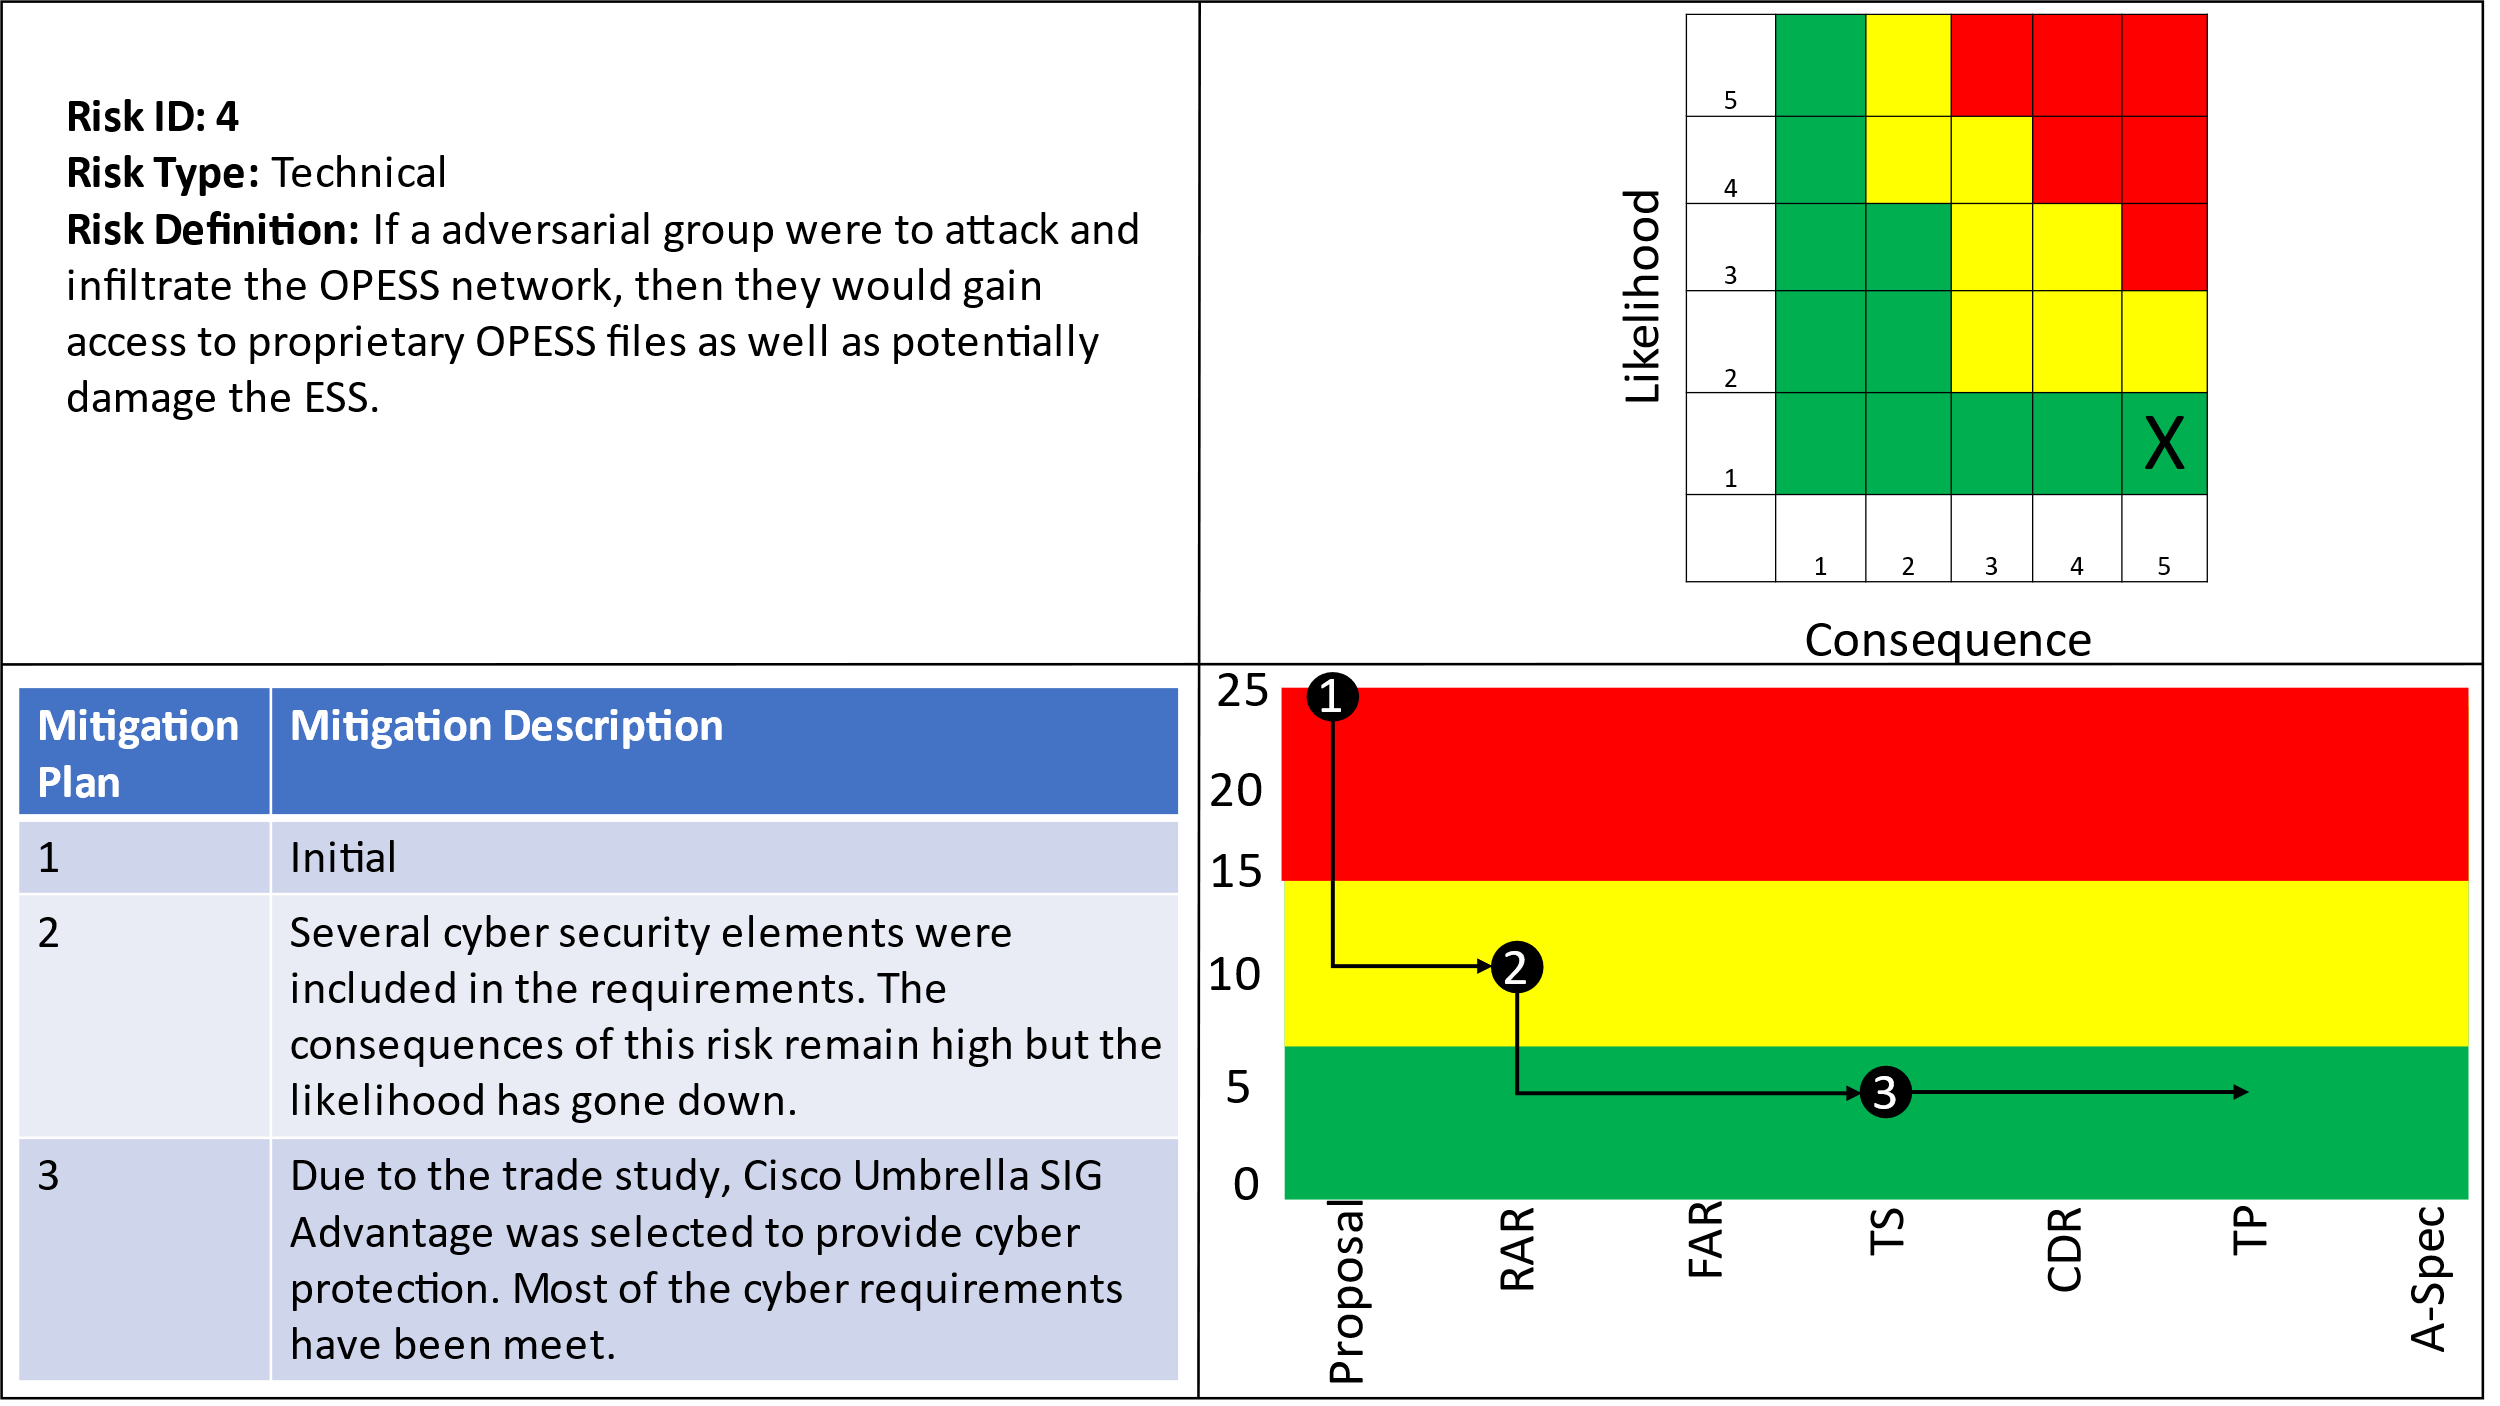 Risk ID: 4
Risk Type: Technical
Risk Definition: If a adversarial group were to attack and
infiltrate the OPESS network, then they would gain
access to proprietary OPESS files as well as potentially
damage the ESS.
Likelihood
5
4
3
2
1
X
1 2 3 4 5
Consequence
Mitigation
Plan
Mitigation Description
1
Initial
2
Several cyber security elements were
included in the requirements. The
consequences of this risk remain high but the
likelihood has gone down.
3
Due to the trade study, Cisco Umbrella SIG
Advantage was selected to provide cyber
protection. Most of the cyber requirements
have been meet.
25
20
15
10
5
0
1
2
3
Proposal
RAR
FAR
TS
CDR
TP
A-Spec